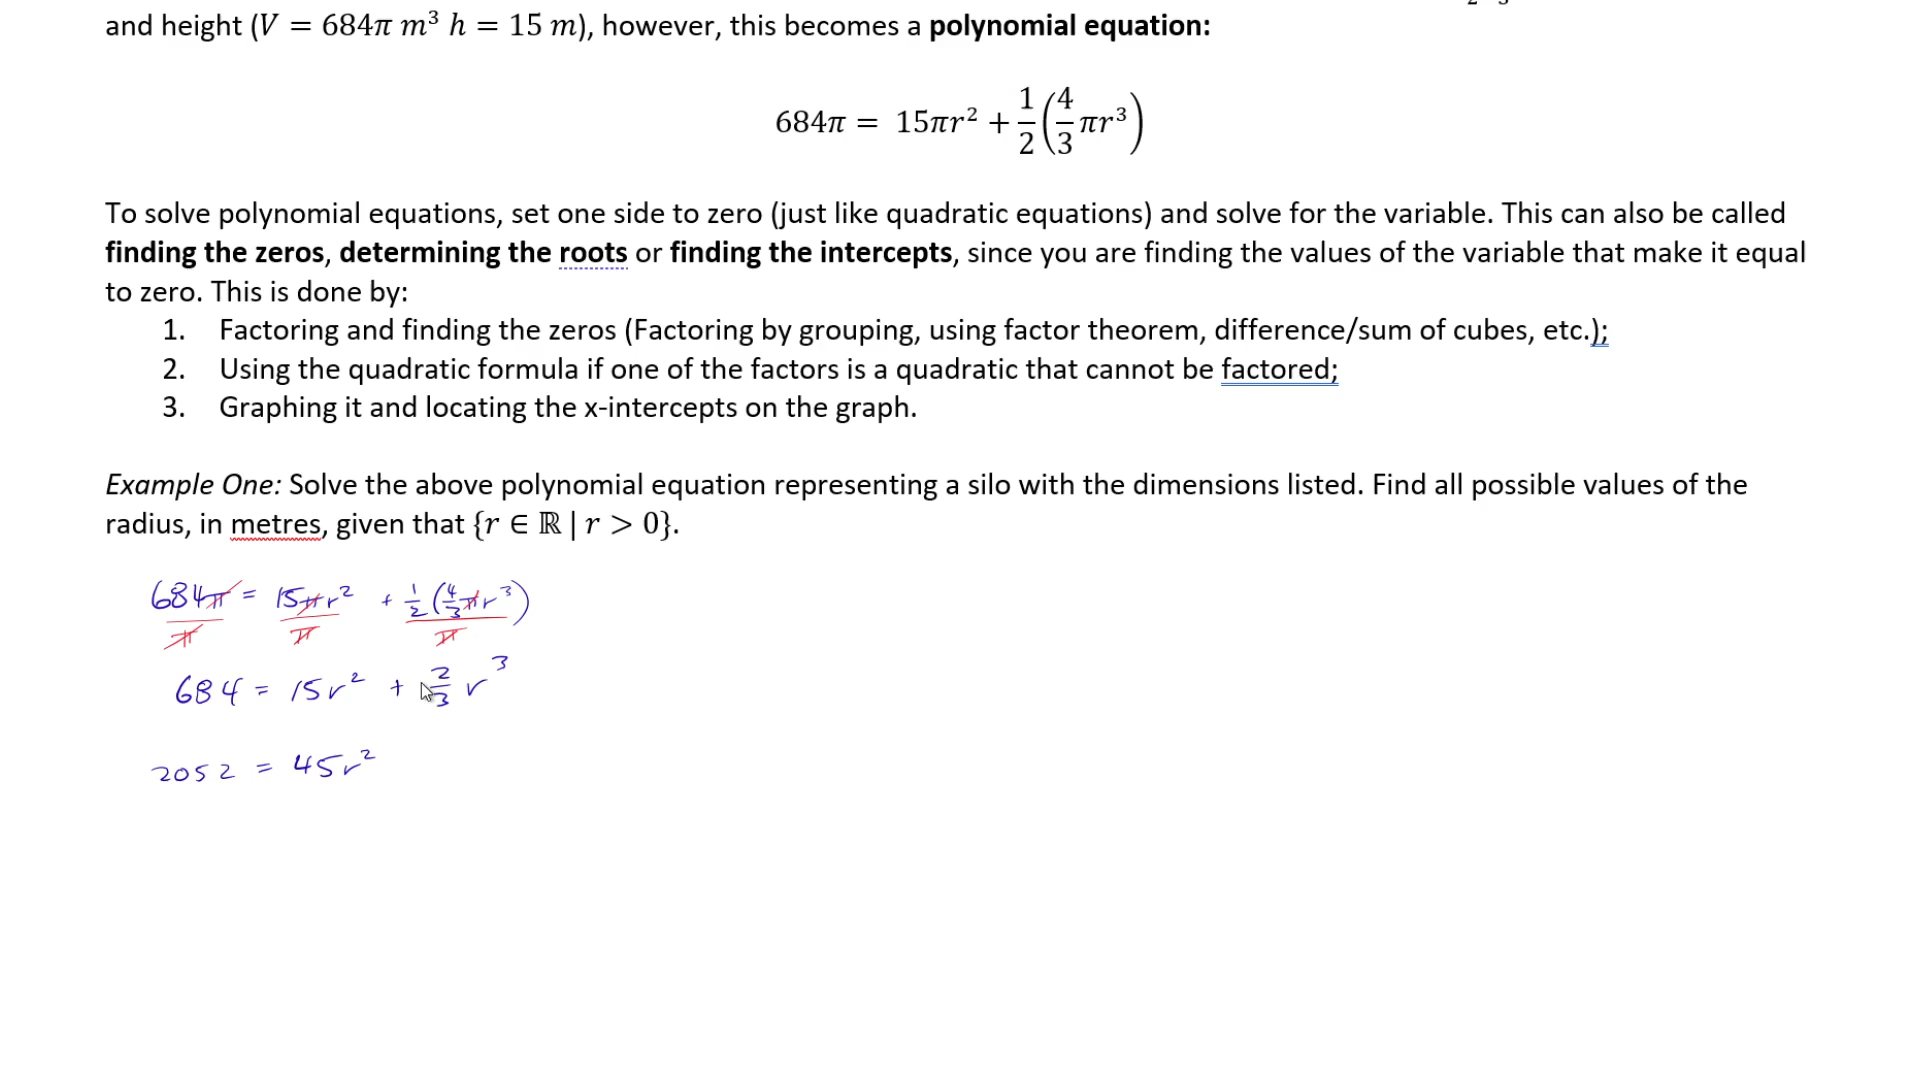 and height (V = 684π m³ h = 15 m), however, this becomes a polynomial equation:
684π = 15πr² + 1/2 (4/3 πr³)
To solve polynomial equations, set one side to zero (just like quadratic equations) and solve for the variable. This can also be called
finding the zeros, determining the roots or finding the intercepts, since you are finding the values of the variable that make it equal
to zero. This is done by:
1. Factoring and finding the zeros (Factoring by grouping, using factor theorem, difference/sum of cubes, etc.);
2. Using the quadratic formula if one of the factors is a quadratic that cannot be factored;
3. Graphing it and locating the x-intercepts on the graph.
Example One: Solve the above polynomial equation representing a silo with the dimensions listed. Find all possible values of the
radius, in metres, given that {r ∈ ℝ | r > 0}.
684π = 15πr² + 1/2 (4/3 πr³)
π π π
684 = 15r² + 2/3 r³
2052 = 45r²